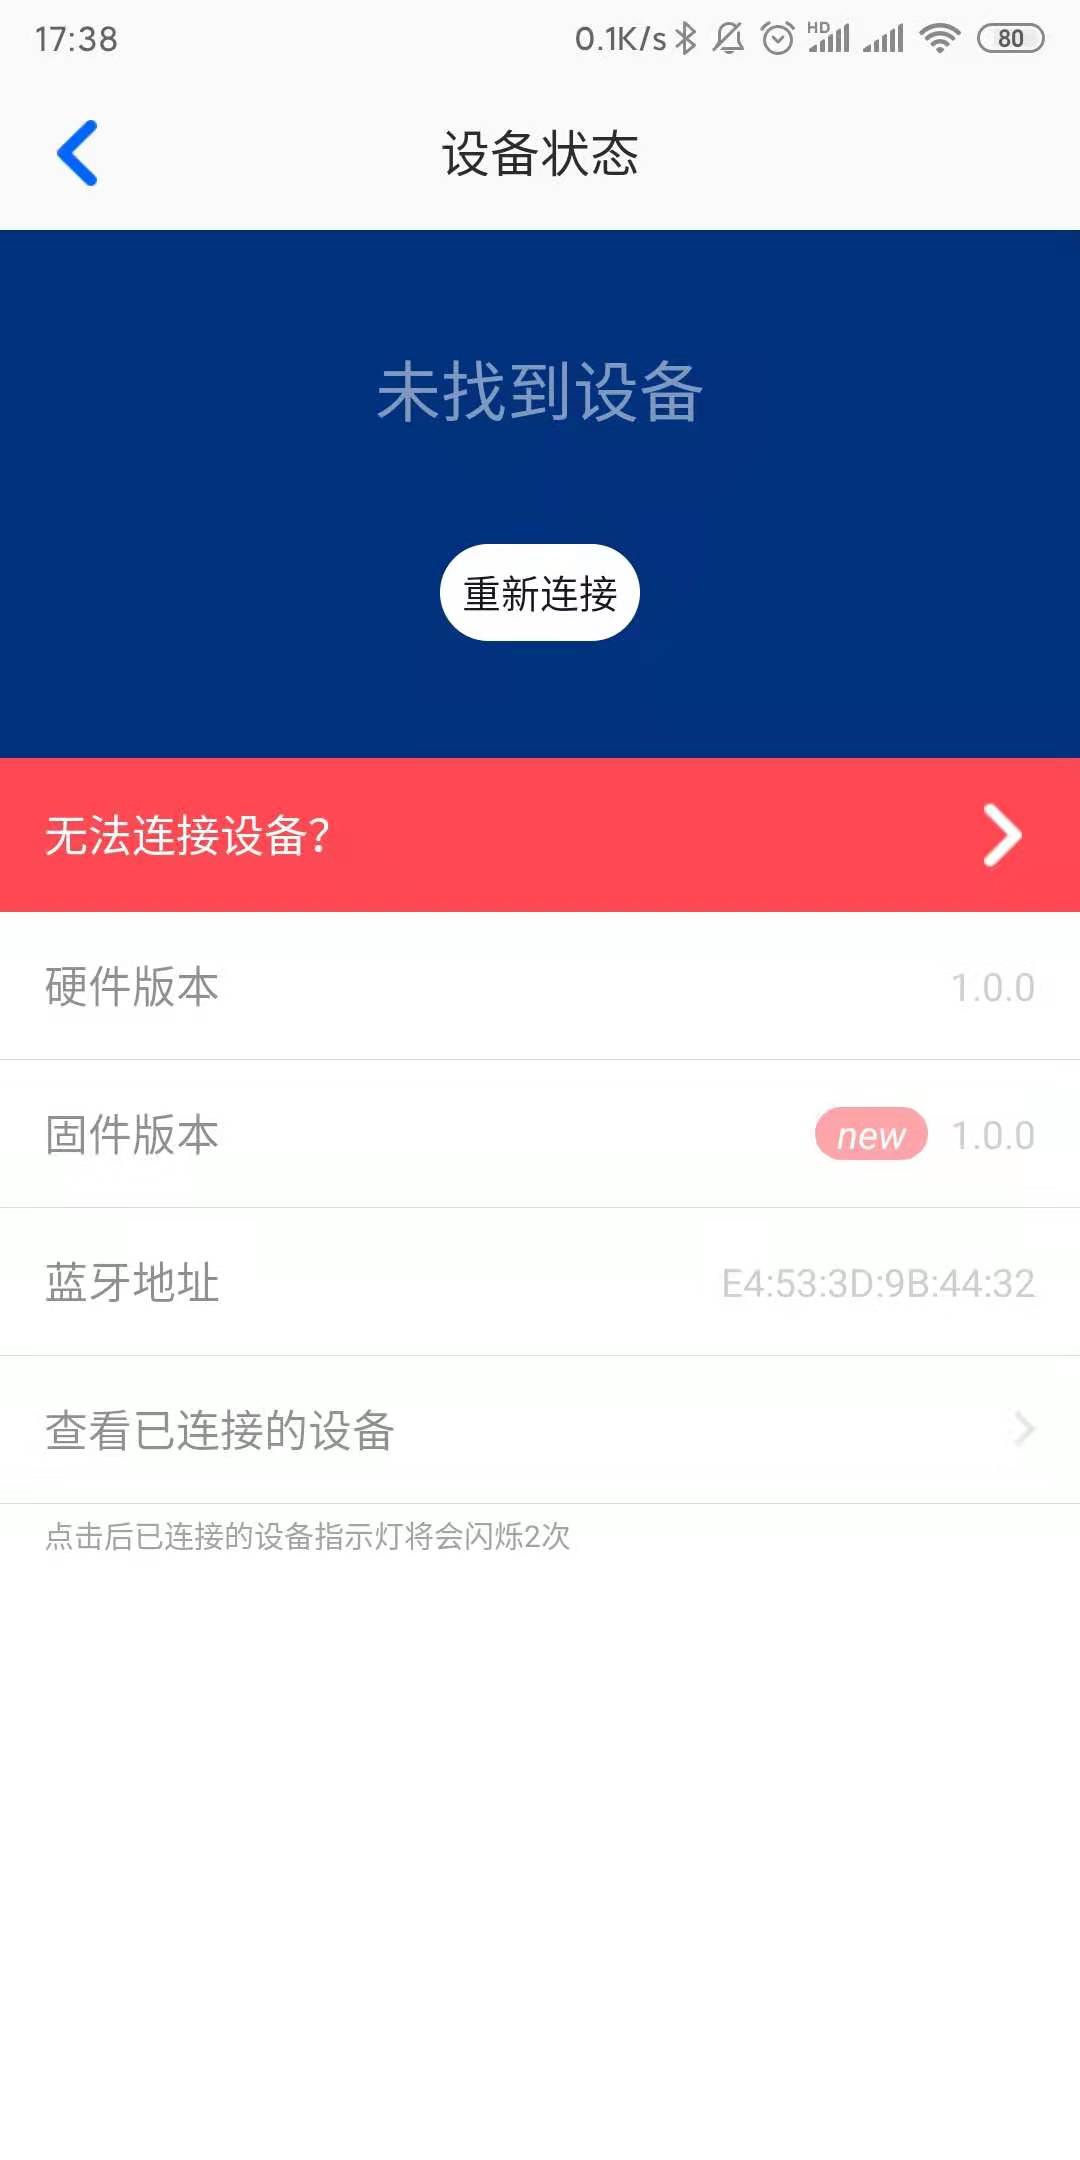 17:38
0.1K/s HD 80
设备状态
未找到设备
重新连接
无法连接设备?
硬件版本 1.0.0
固件版本 new 1.0.0
蓝牙地址 E4:53:3D:9B:44:32
查看已连接的设备
点击后已连接的设备指示灯将会闪烁2次